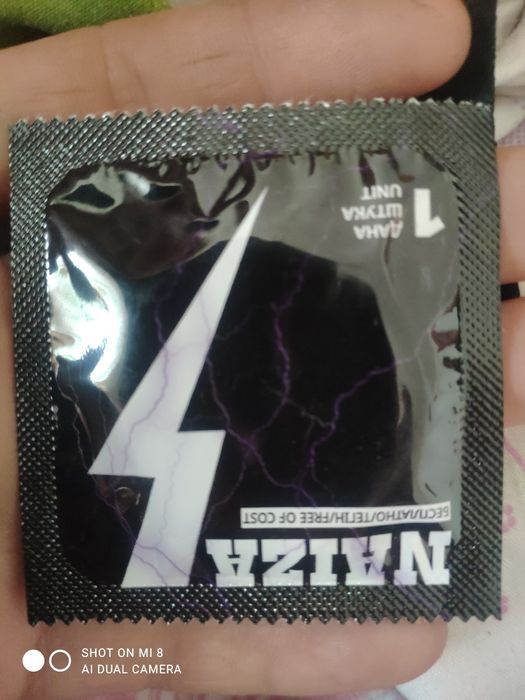 NAIZA
БЕСПЛАТНО/ТЕГІН/FREE OF COST
1 ДАНА
ШТУКА
UNIT
SHOT ON MI 8
AI DUAL CAMERA